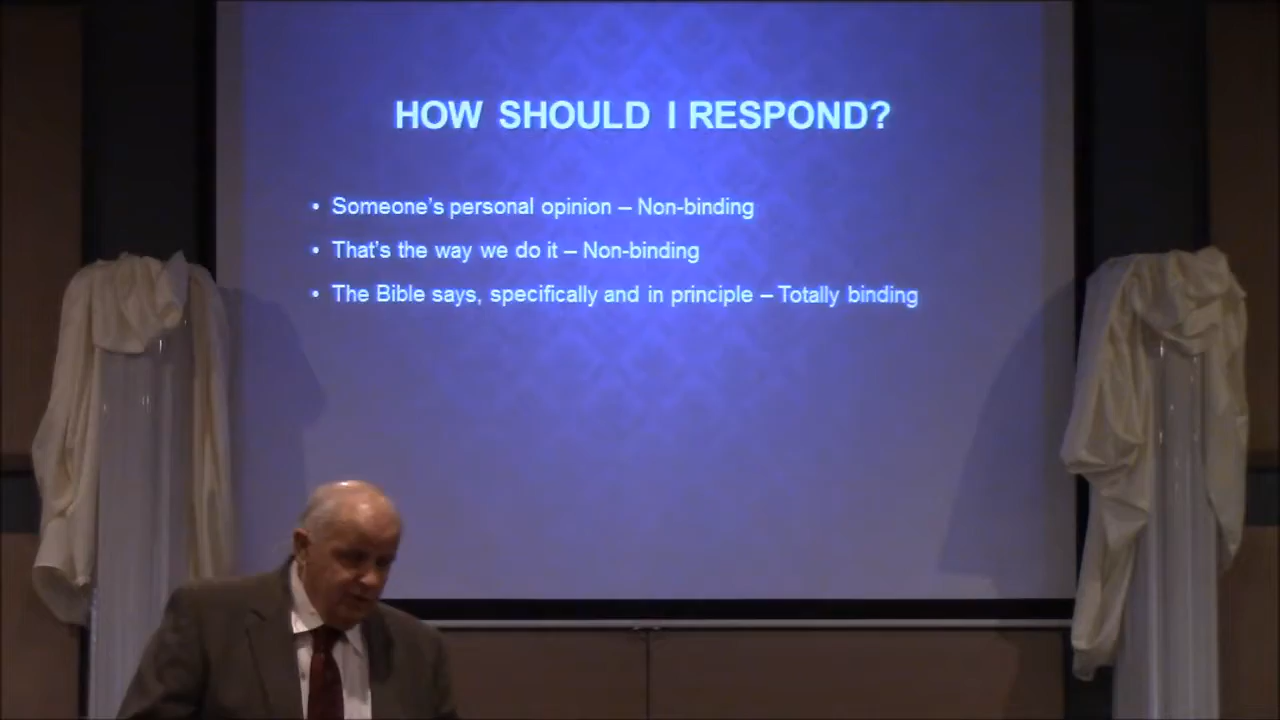 HOW SHOULD I RESPOND?
• Someone’s personal opinion – Non-binding
• That’s the way we do it – Non-binding
• The Bible says, specifically and in principle – Totally binding